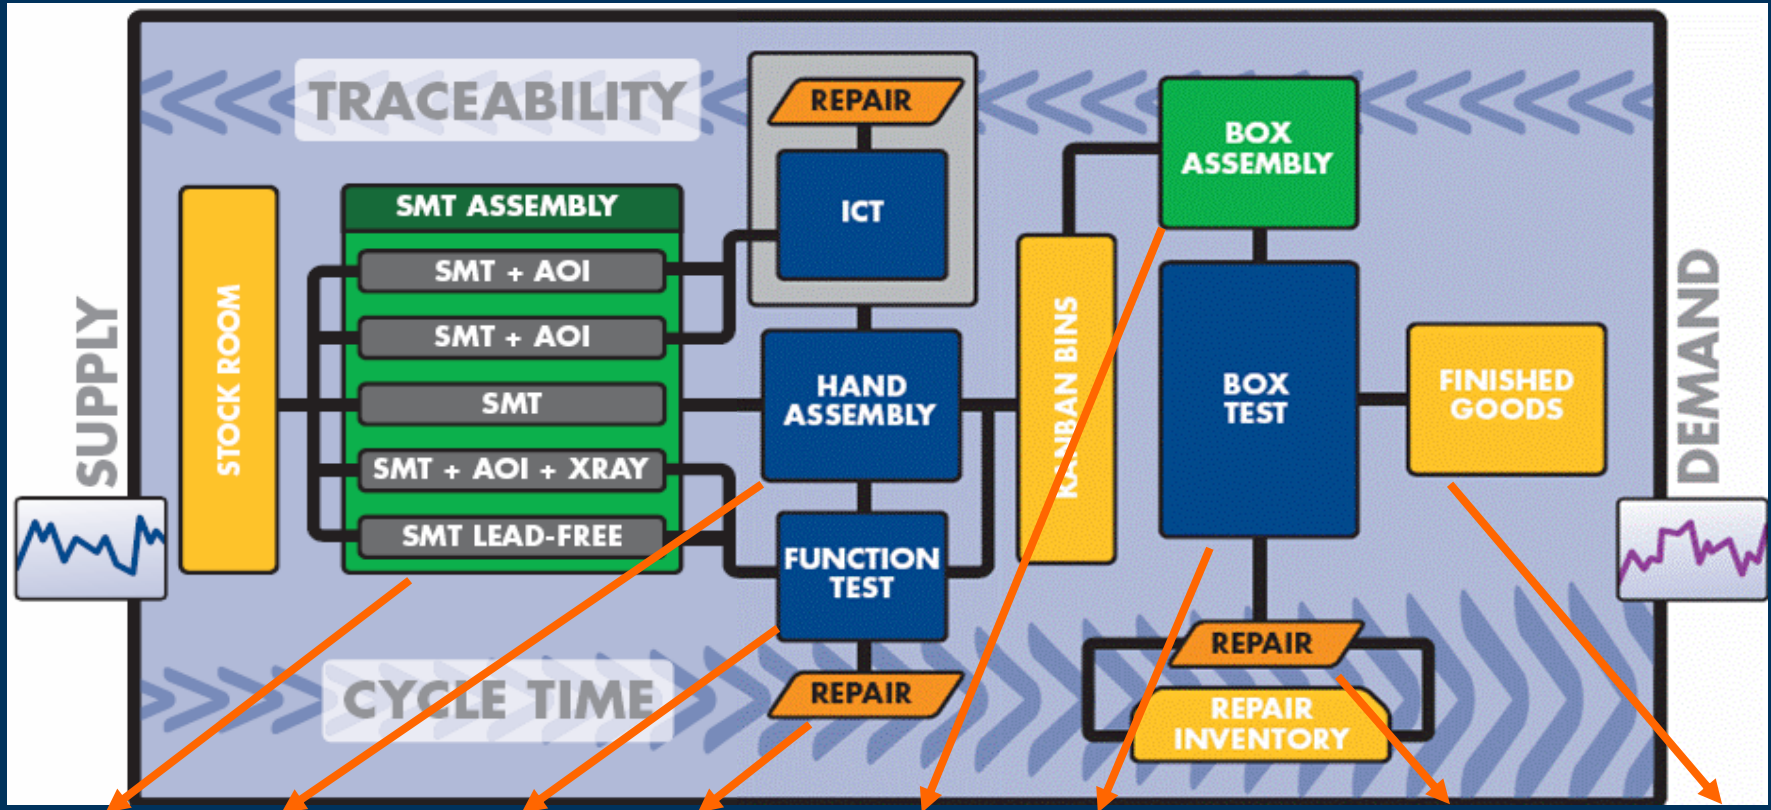 TRACEABILITY
REPAIR
ICT
BOX
ASSEMBLY
SMT ASSEMBLY
SMT + AOI
SMT + AOI
SMT
SMT + AOI + XRAY
SMT LEAD-FREE
STOCK ROOM
SUPPLY
HAND
ASSEMBLY
FUNCTION
TEST
REPAIR
KANBAN BINS
BOX
TEST
FINISHED
GOODS
DEMAND
CYCLE TIME
REPAIR
REPAIR
INVENTORY